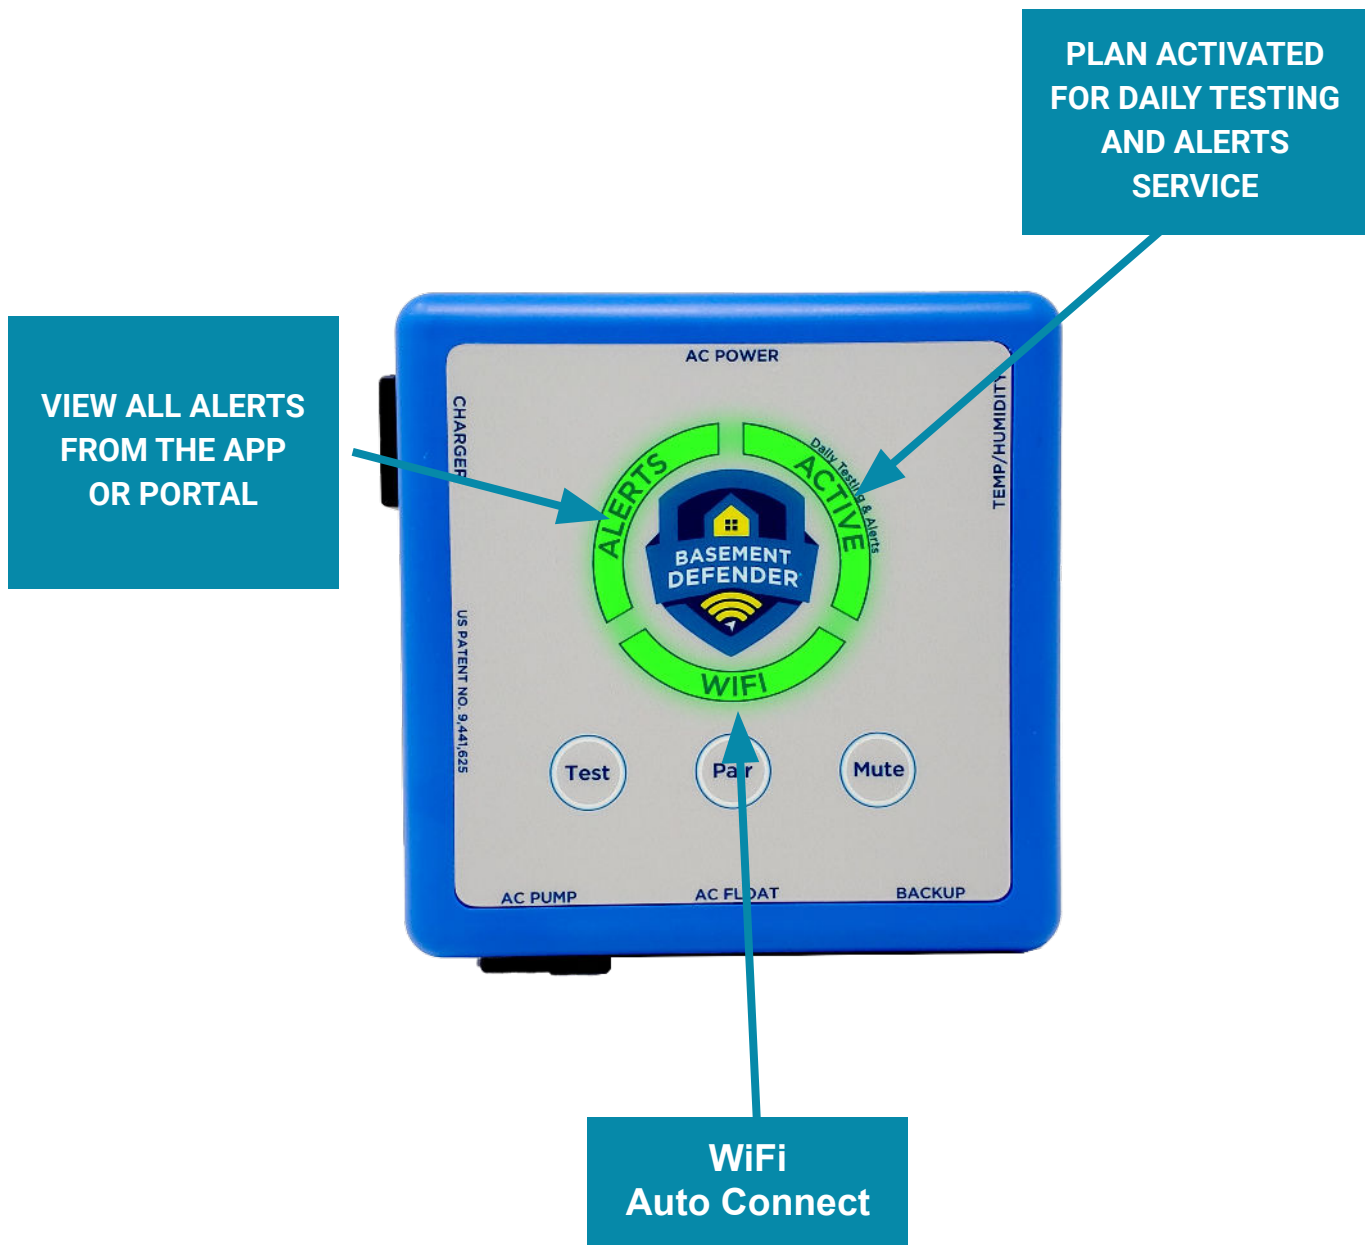 PLAN ACTIVATED
FOR DAILY TESTING
AND ALERTS
SERVICE
VIEW ALL ALERTS
FROM THE APP
OR PORTAL
AC POWER
CHARGER
TEMP/HUMIDITY
ALERTS
ACTIVE
Daily Testing & Alerts
BASEMENT
DEFENDER
WIFI
US PATENT NO. 9,441,625
Test
Pair
Mute
AC PUMP
AC FLOAT
BACKUP
WiFi
Auto Connect